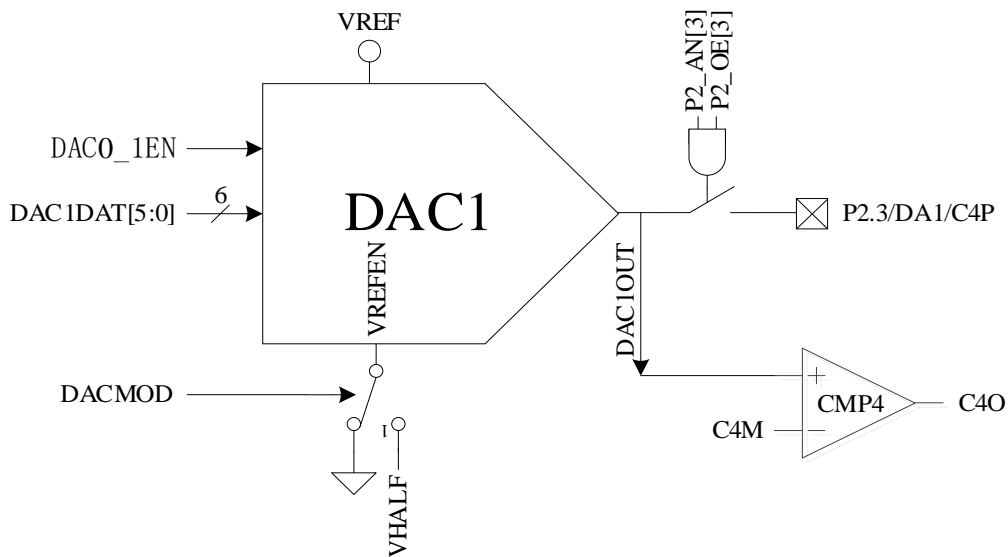 VREF
P2_AN[3]
P2_OE[3]
DAC0_1EN
6
DAC1DAT[5:0]
DAC1
P2.3/DA1/C4P
VREFEN
DAC1OUT
DACMOD
+
CMP4
C4O
C4M
1
VHALF